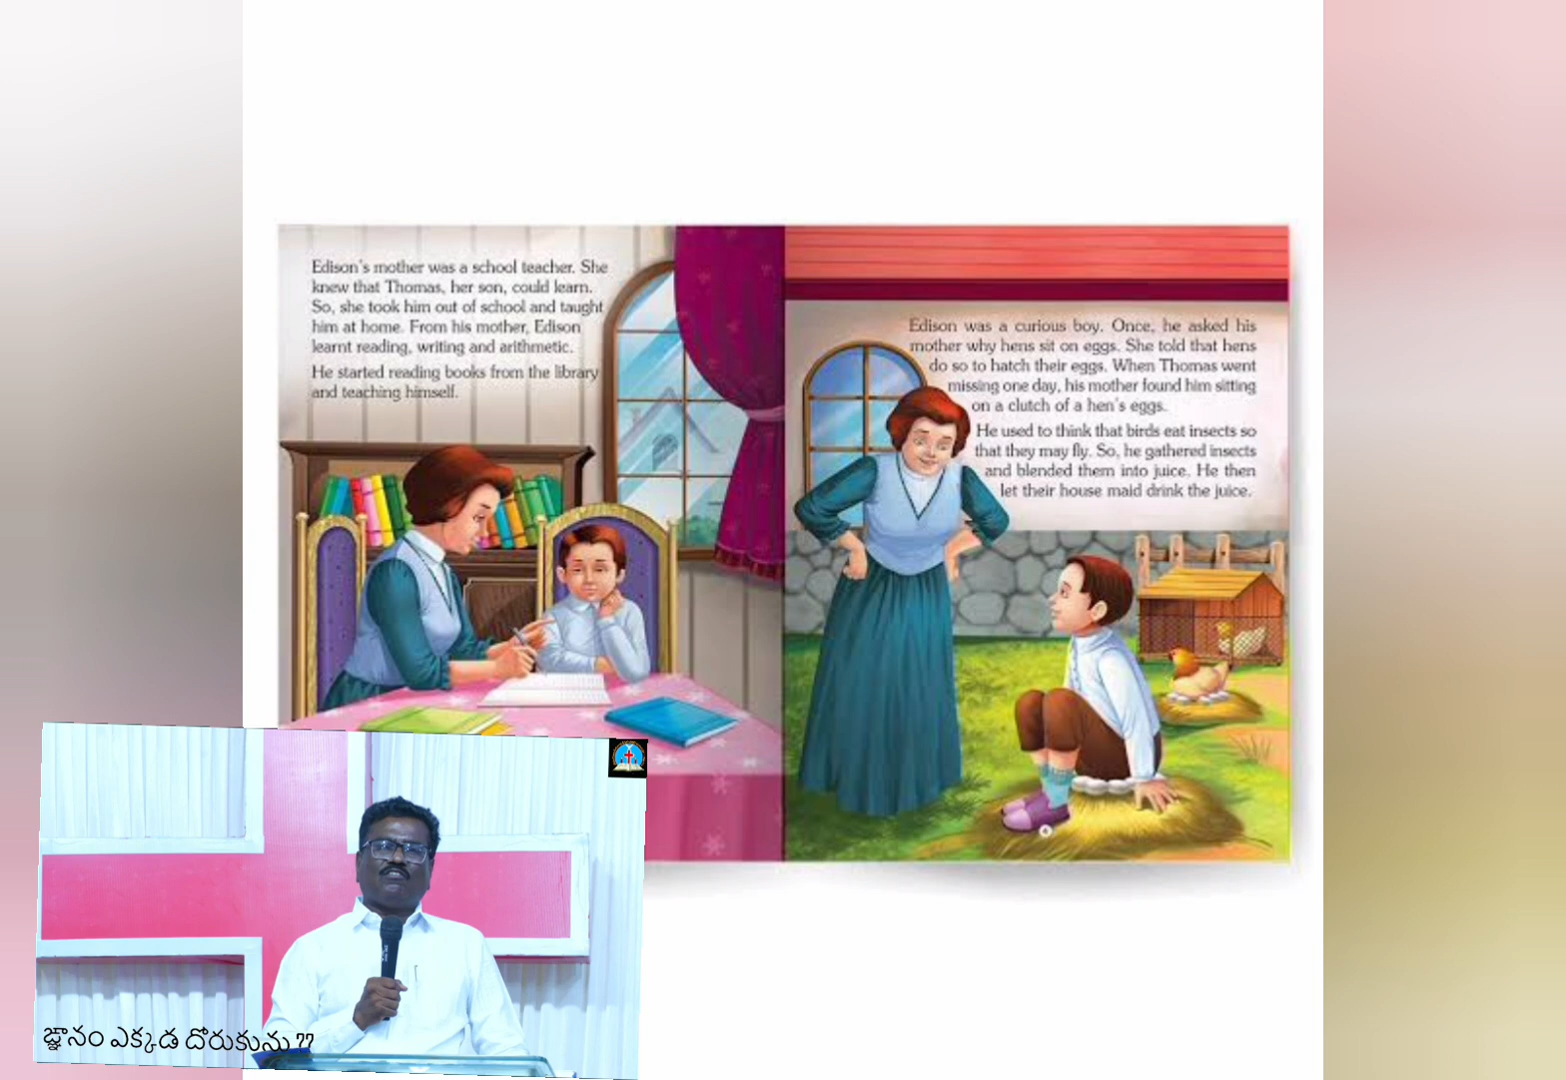 Edison's mother was a school teacher. She
knew that Thomas, her son, could learn.
So, she took him out of school and taught
him at home. From his mother, Edison
learnt reading, writing and arithmetic.
He started reading books from the library
and teaching himself.
Edison was a curious boy. Once, he asked his
mother why hens sit on eggs. She told that hens
do so to hatch their eggs. When Thomas went
missing one day, his mother found him sitting
on a clutch of a hen's eggs.
He used to think that birds eat insects so
that they may fly. So, he gathered insects
and blended them into juice. He then
let their house maid drink the juice.
జ్ఞానం ఎక్కడ దొరుకును ??